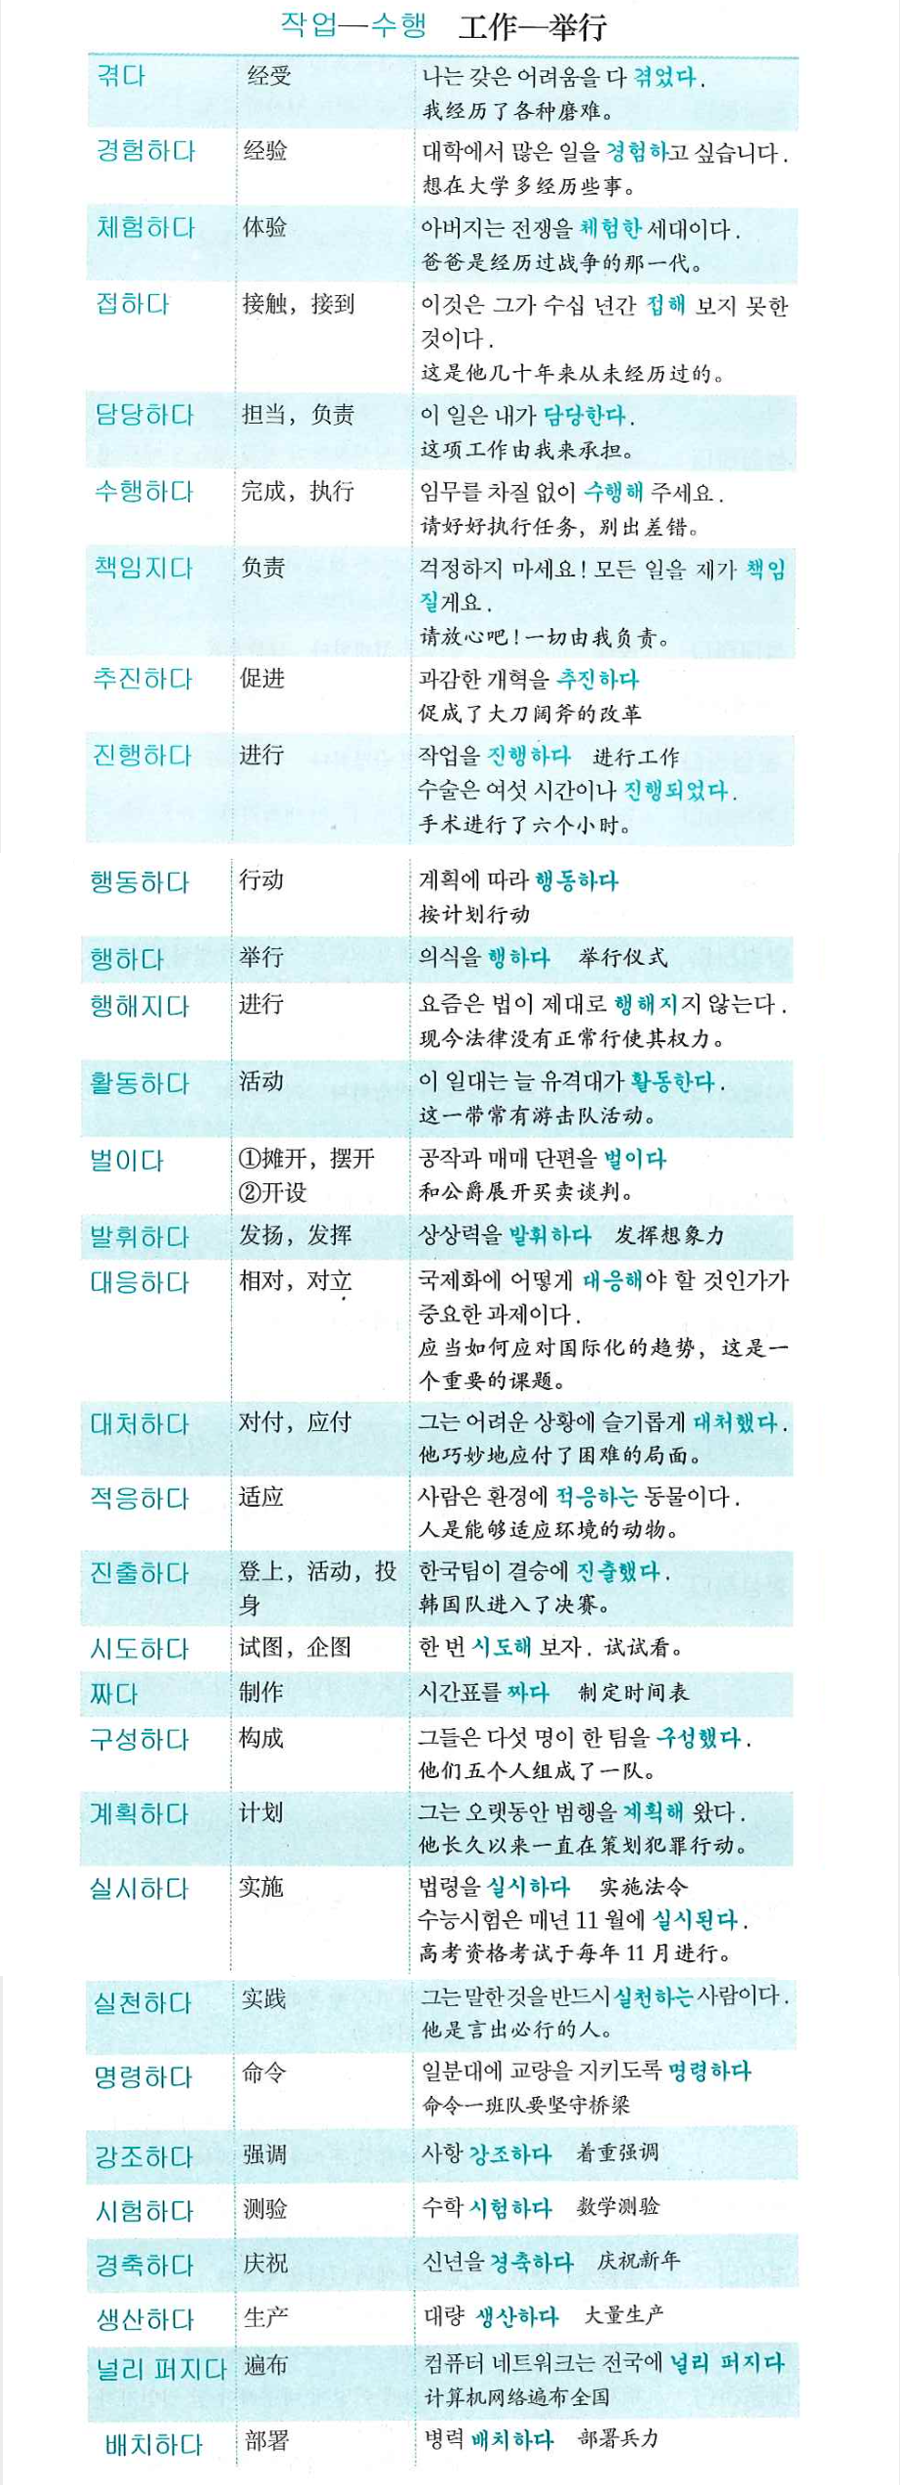 작업—수행 工作—举行
겪다 经受 나는 갖은 어려움을 다 겪었다.
我经历了各种磨难。
경험하다 经验 대학에서 많은 일을 경험하고 싶습니다.
想在大学多经历些事。
체험하다 体验 아버지는 전쟁을 체험한 세대이다.
爸爸是经历过战争的那一代。
접하다 接触，接到 이것은 그가 수십 년간 접해 보지 못한
것이다.
这是他几十年来从未经历过的。
담당하다 担当，负责 이 일은 내가 담당한다.
这项工作由我来承担。
수행하다 完成，执行 임무를 차질 없이 수행해 주세요.
请好好执行任务，别出差错。
책임지다 负责 걱정하지 마세요! 모든 일을 제가 책임
질게요.
请放心吧！一切由我负责。
추진하다 促进 과감한 개혁을 추진하다
促成了大刀阔斧的改革
진행하다 进行 작업을 진행하다 进行工作
수술은 여섯 시간이나 진행되었다.
手术进行了六个小时。
행동하다 行动 계획에 따라 행동하다
按计划行动
행하다 举行 의식을 행하다 举行仪式
행해지다 进行 요즘은 법이 제대로 행해지지 않는다.
现今法律没有正常行使其权力。
활동하다 活动 이 일대는 늘 유격대가 활동한다.
这一带常有游击队活动。
벌이다 ①摊开，摆开 공작과 매매 단편을 벌이다
②开设 和公爵展开买卖谈判。
발휘하다 发扬，发挥 상상력을 발휘하다 发挥想象力
대응하다 相对，对立 국제화에 어떻게 대응해야 할 것인가가
중요한 과제이다.
应当如何应对国际化的趋势，这是一
个重要的课题。
대처하다 对付，应付 그는 어려운 상황에 슬기롭게 대처했다.
他巧妙地应付了困难的局面。
적응하다 适应 사람은 환경에 적응하는 동물이다.
人是能够适应环境的动物。
진출하다 登上，活动，投 한국팀이 결승에 진출했다.
身 韩国队进入了决赛。
시도하다 试图，企图 한 번 시도해 보자. 试试看。
짜다 制作 시간표를 짜다 制定时间表
구성하다 构成 그들은 다섯 명이 한 팀을 구성했다.
他们五个人组成了一队。
계획하다 计划 그는 오랫동안 범행을 계획해 왔다.
他长久以来一直在策划犯罪行动。
실시하다 实施 법령을 실시하다 实施法令
수능시험은 매년 11 월에 실시된다.
高考资格考试于每年 11 月进行。
실천하다 实践 그는 말한 것을 반드시 실천하는 사람이다.
他是言出必行的人。
명령하다 命令 일분대에 교량을 지키도록 명령하다
命令一班队要坚守桥梁
강조하다 强调 사항 강조하다 着重强调
시험하다 测验 수학 시험하다 数学测验
경축하다 庆祝 신년을 경축하다 庆祝新年
생산하다 生产 대량 생산하다 大量生产
널리 퍼지다 遍布 컴퓨터 네트워크는 전국에 널리 퍼지다
计算机网络遍布全国
배치하다 部署 병력 배치하다 部署兵力